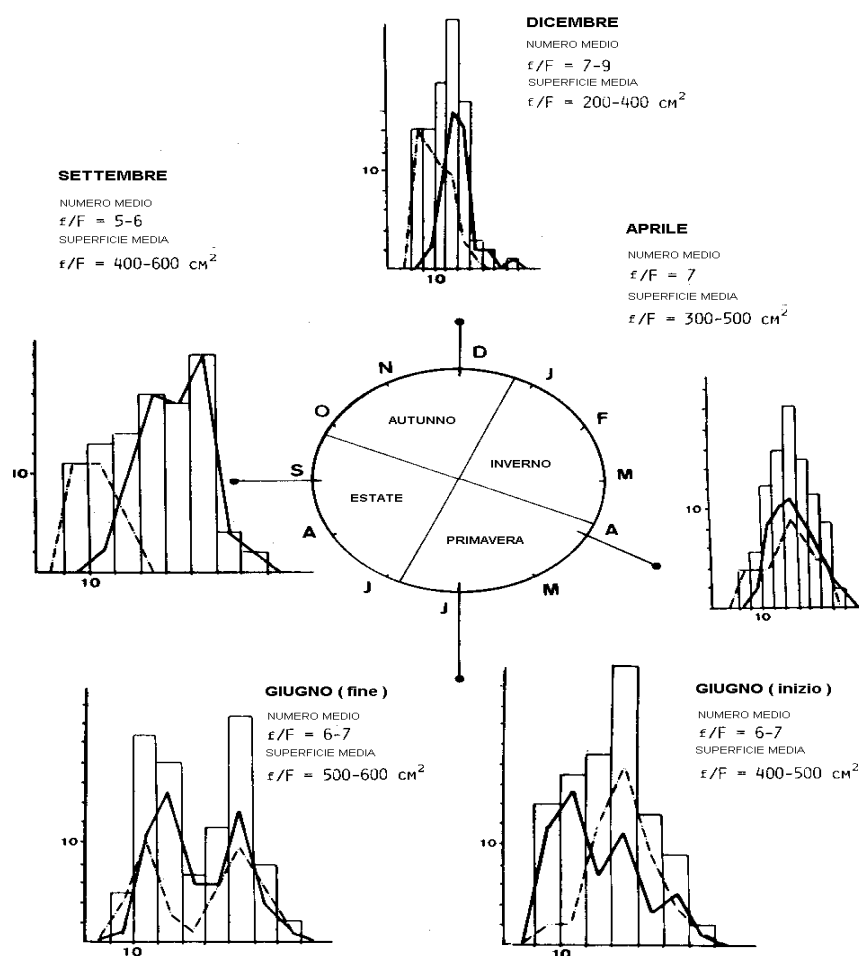 DICEMBRE
NUMERO MEDIO
f/F = 7-9
SUPERFICIE MEDIA
f/F = 200-400 CM²
10
10
SETTEMBRE
NUMERO MEDIO
f/F = 5-6
SUPERFICIE MEDIA
f/F = 400-600 CM²
APRILE
NUMERO MEDIO
f/F = 7
SUPERFICIE MEDIA
f/F = 300-500 CM²
10
10
D
J
F
M
A
M
J
J
A
S
O
N
AUTUNNO
INVERNO
ESTATE
PRIMAVERA
10
10
GIUGNO ( fine )
NUMERO MEDIO
f/F = 6-7
SUPERFICIE MEDIA
f/F = 500-600 CM²
10
10
GIUGNO ( inizio )
NUMERO MEDIO
f/F = 6-7
SUPERFICIE MEDIA
f/F = 400-500 CM²
10
10